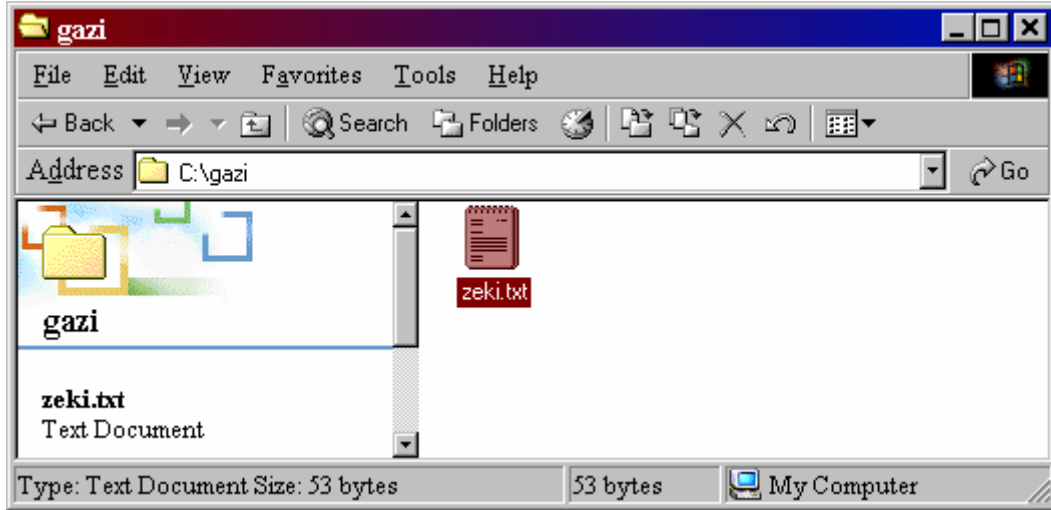 gazi
File Edit View Favorites Tools Help
Back Search Folders
Address C:\gazi Go
zeki.txt
gazi
zeki.txt
Text Document
Type: Text Document Size: 53 bytes 53 bytes My Computer